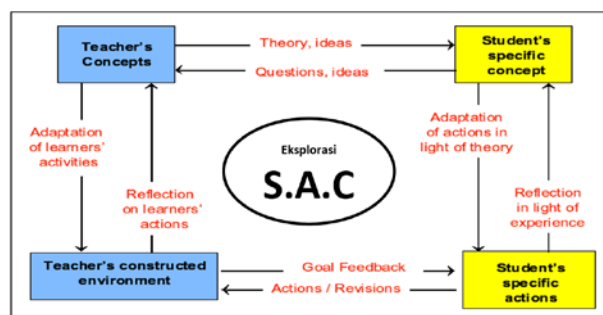 Teacher's
Concepts
Theory, ideas
Questions, ideas
Student's
specific
concept
Adaptation
of learners'
activities
Reflection
on learners'
actions
Eksplorasi
S.A.C
Adaptation
of actions in
light of theory
Reflection
in light of
experience
Teacher's constructed
environment
Goal Feedback
Actions / Revisions
Student's
specific
actions